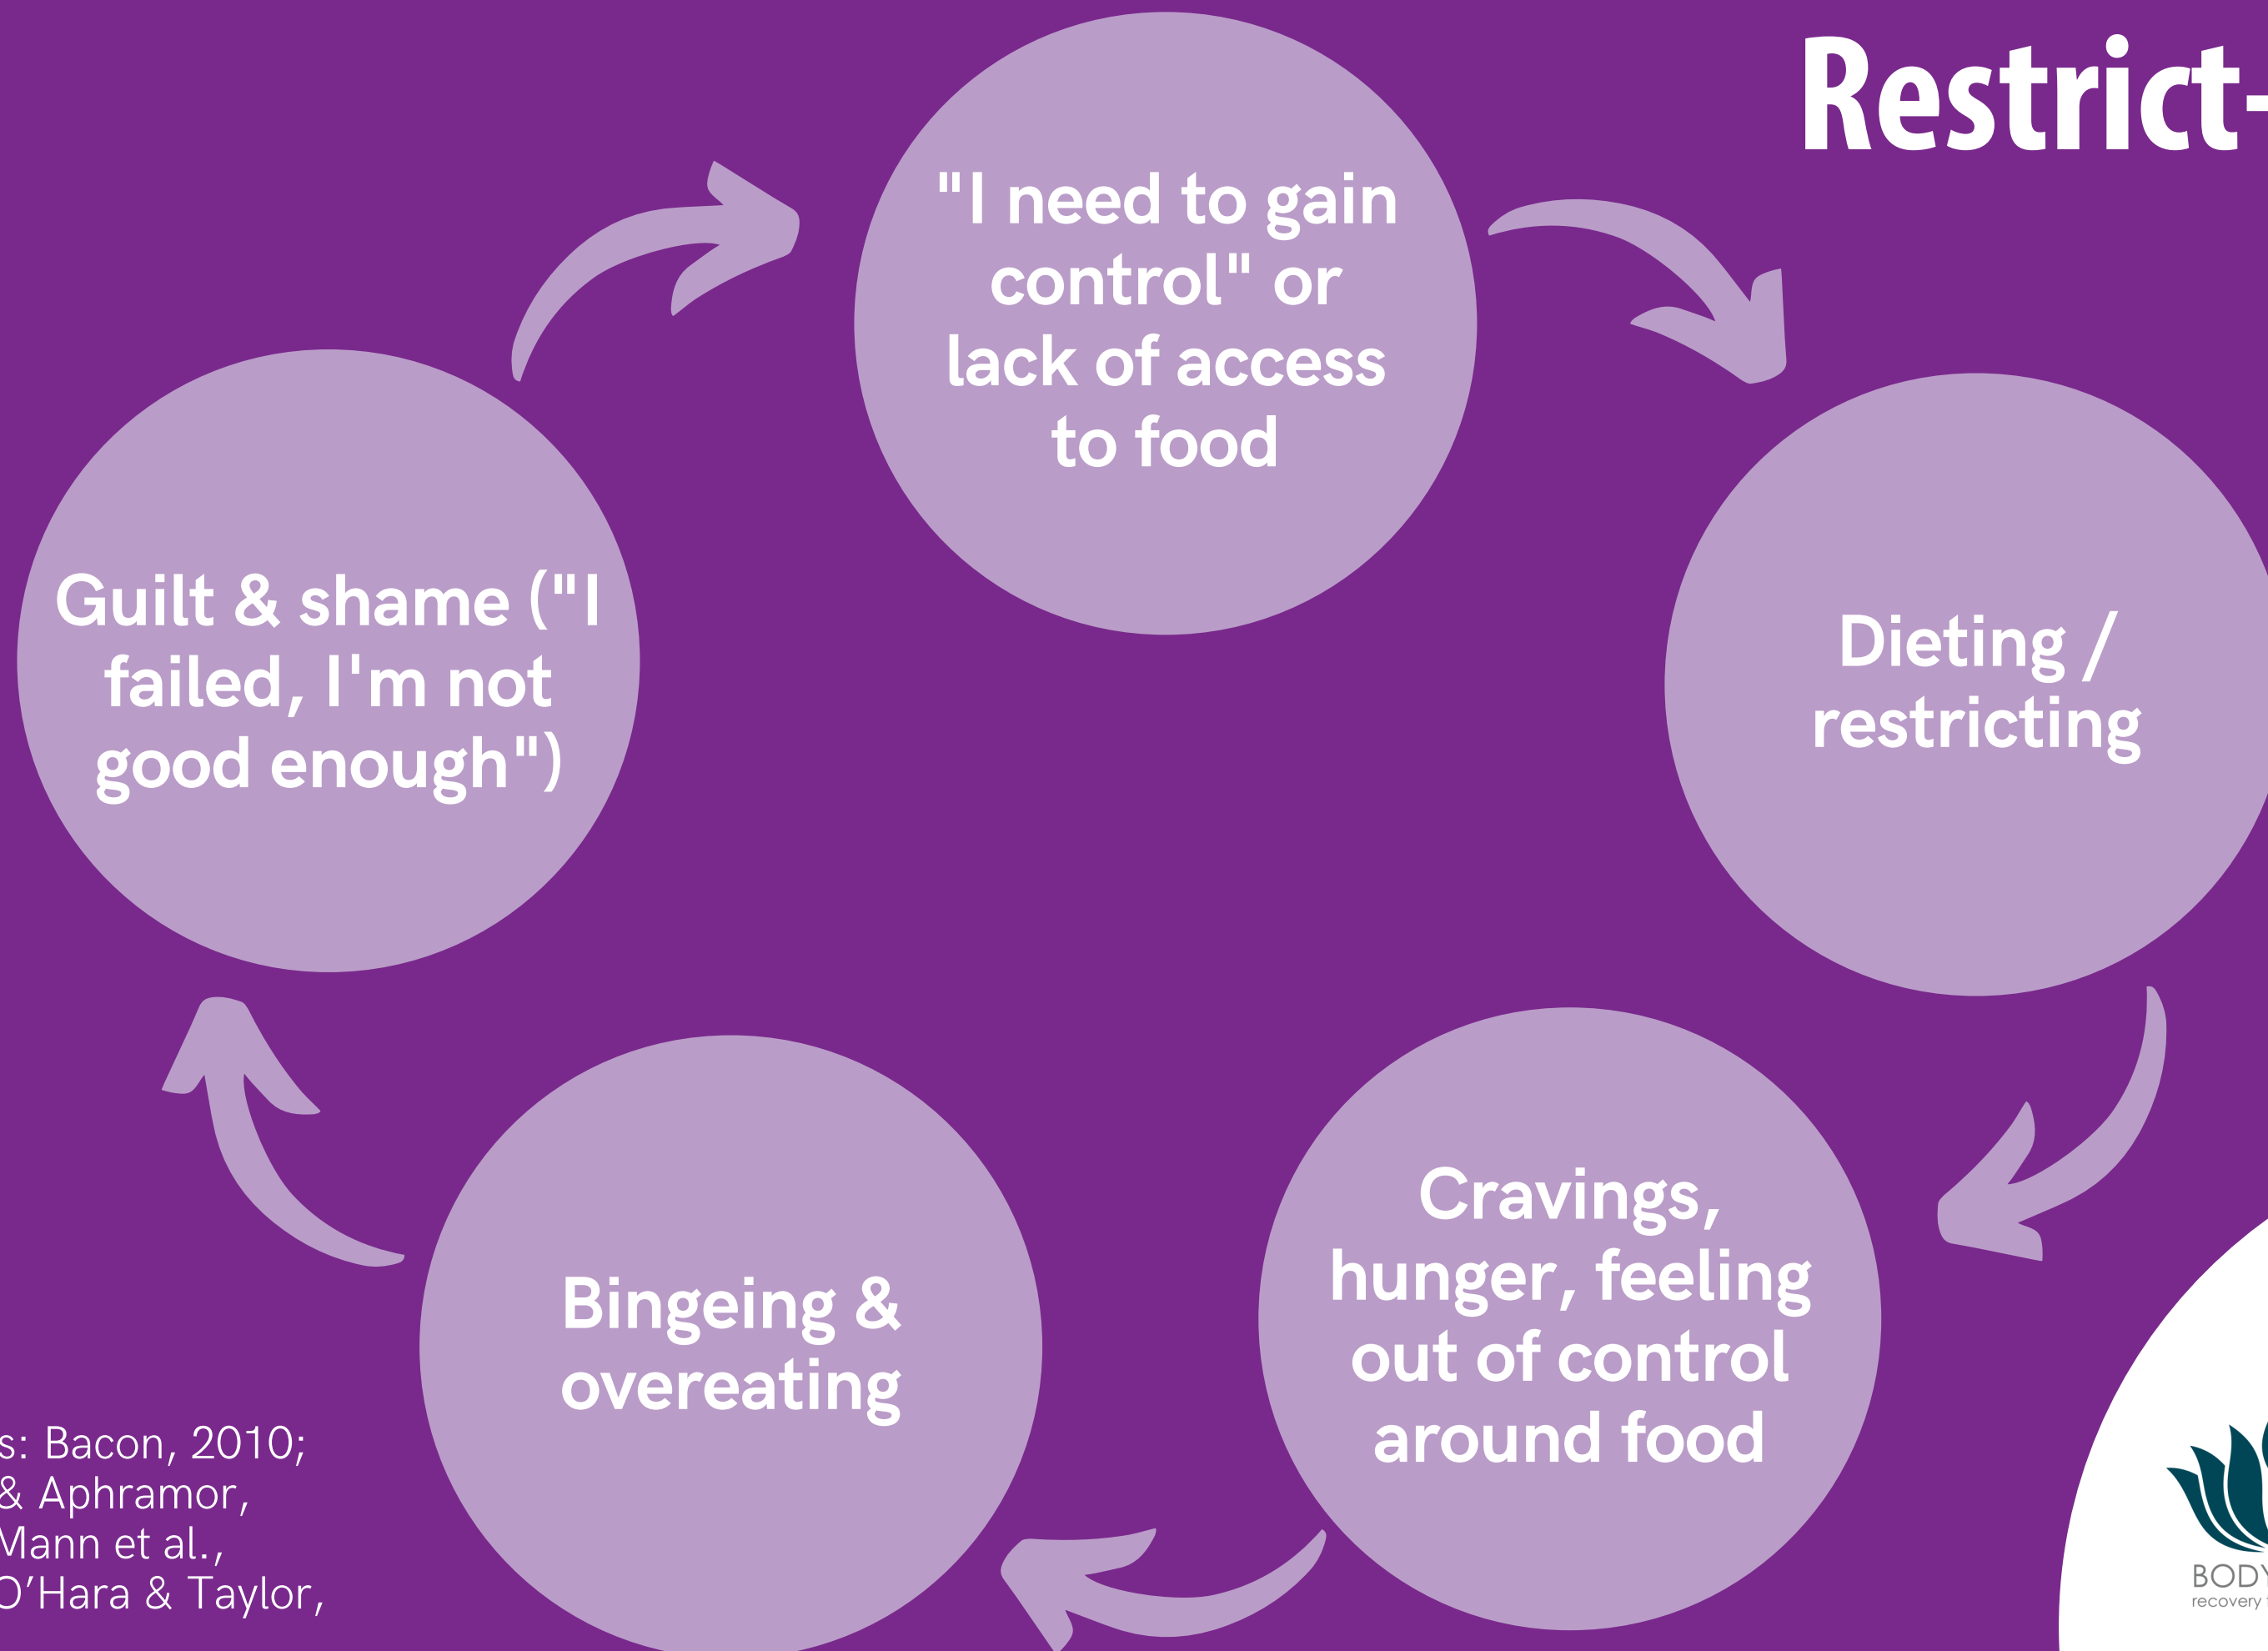 Restrict-
"I need to gain
control" or
lack of access
to food
Dieting /
restricting
Cravings,
hunger, feeling
out of control
around food
Bingeing &
overeating
Guilt & shame("I
failed, I'm not
good enough")
s: Bacon, 2010;
& Aphramor,
Mann et al.,
O'Hara & Taylor,
BOD
recovery